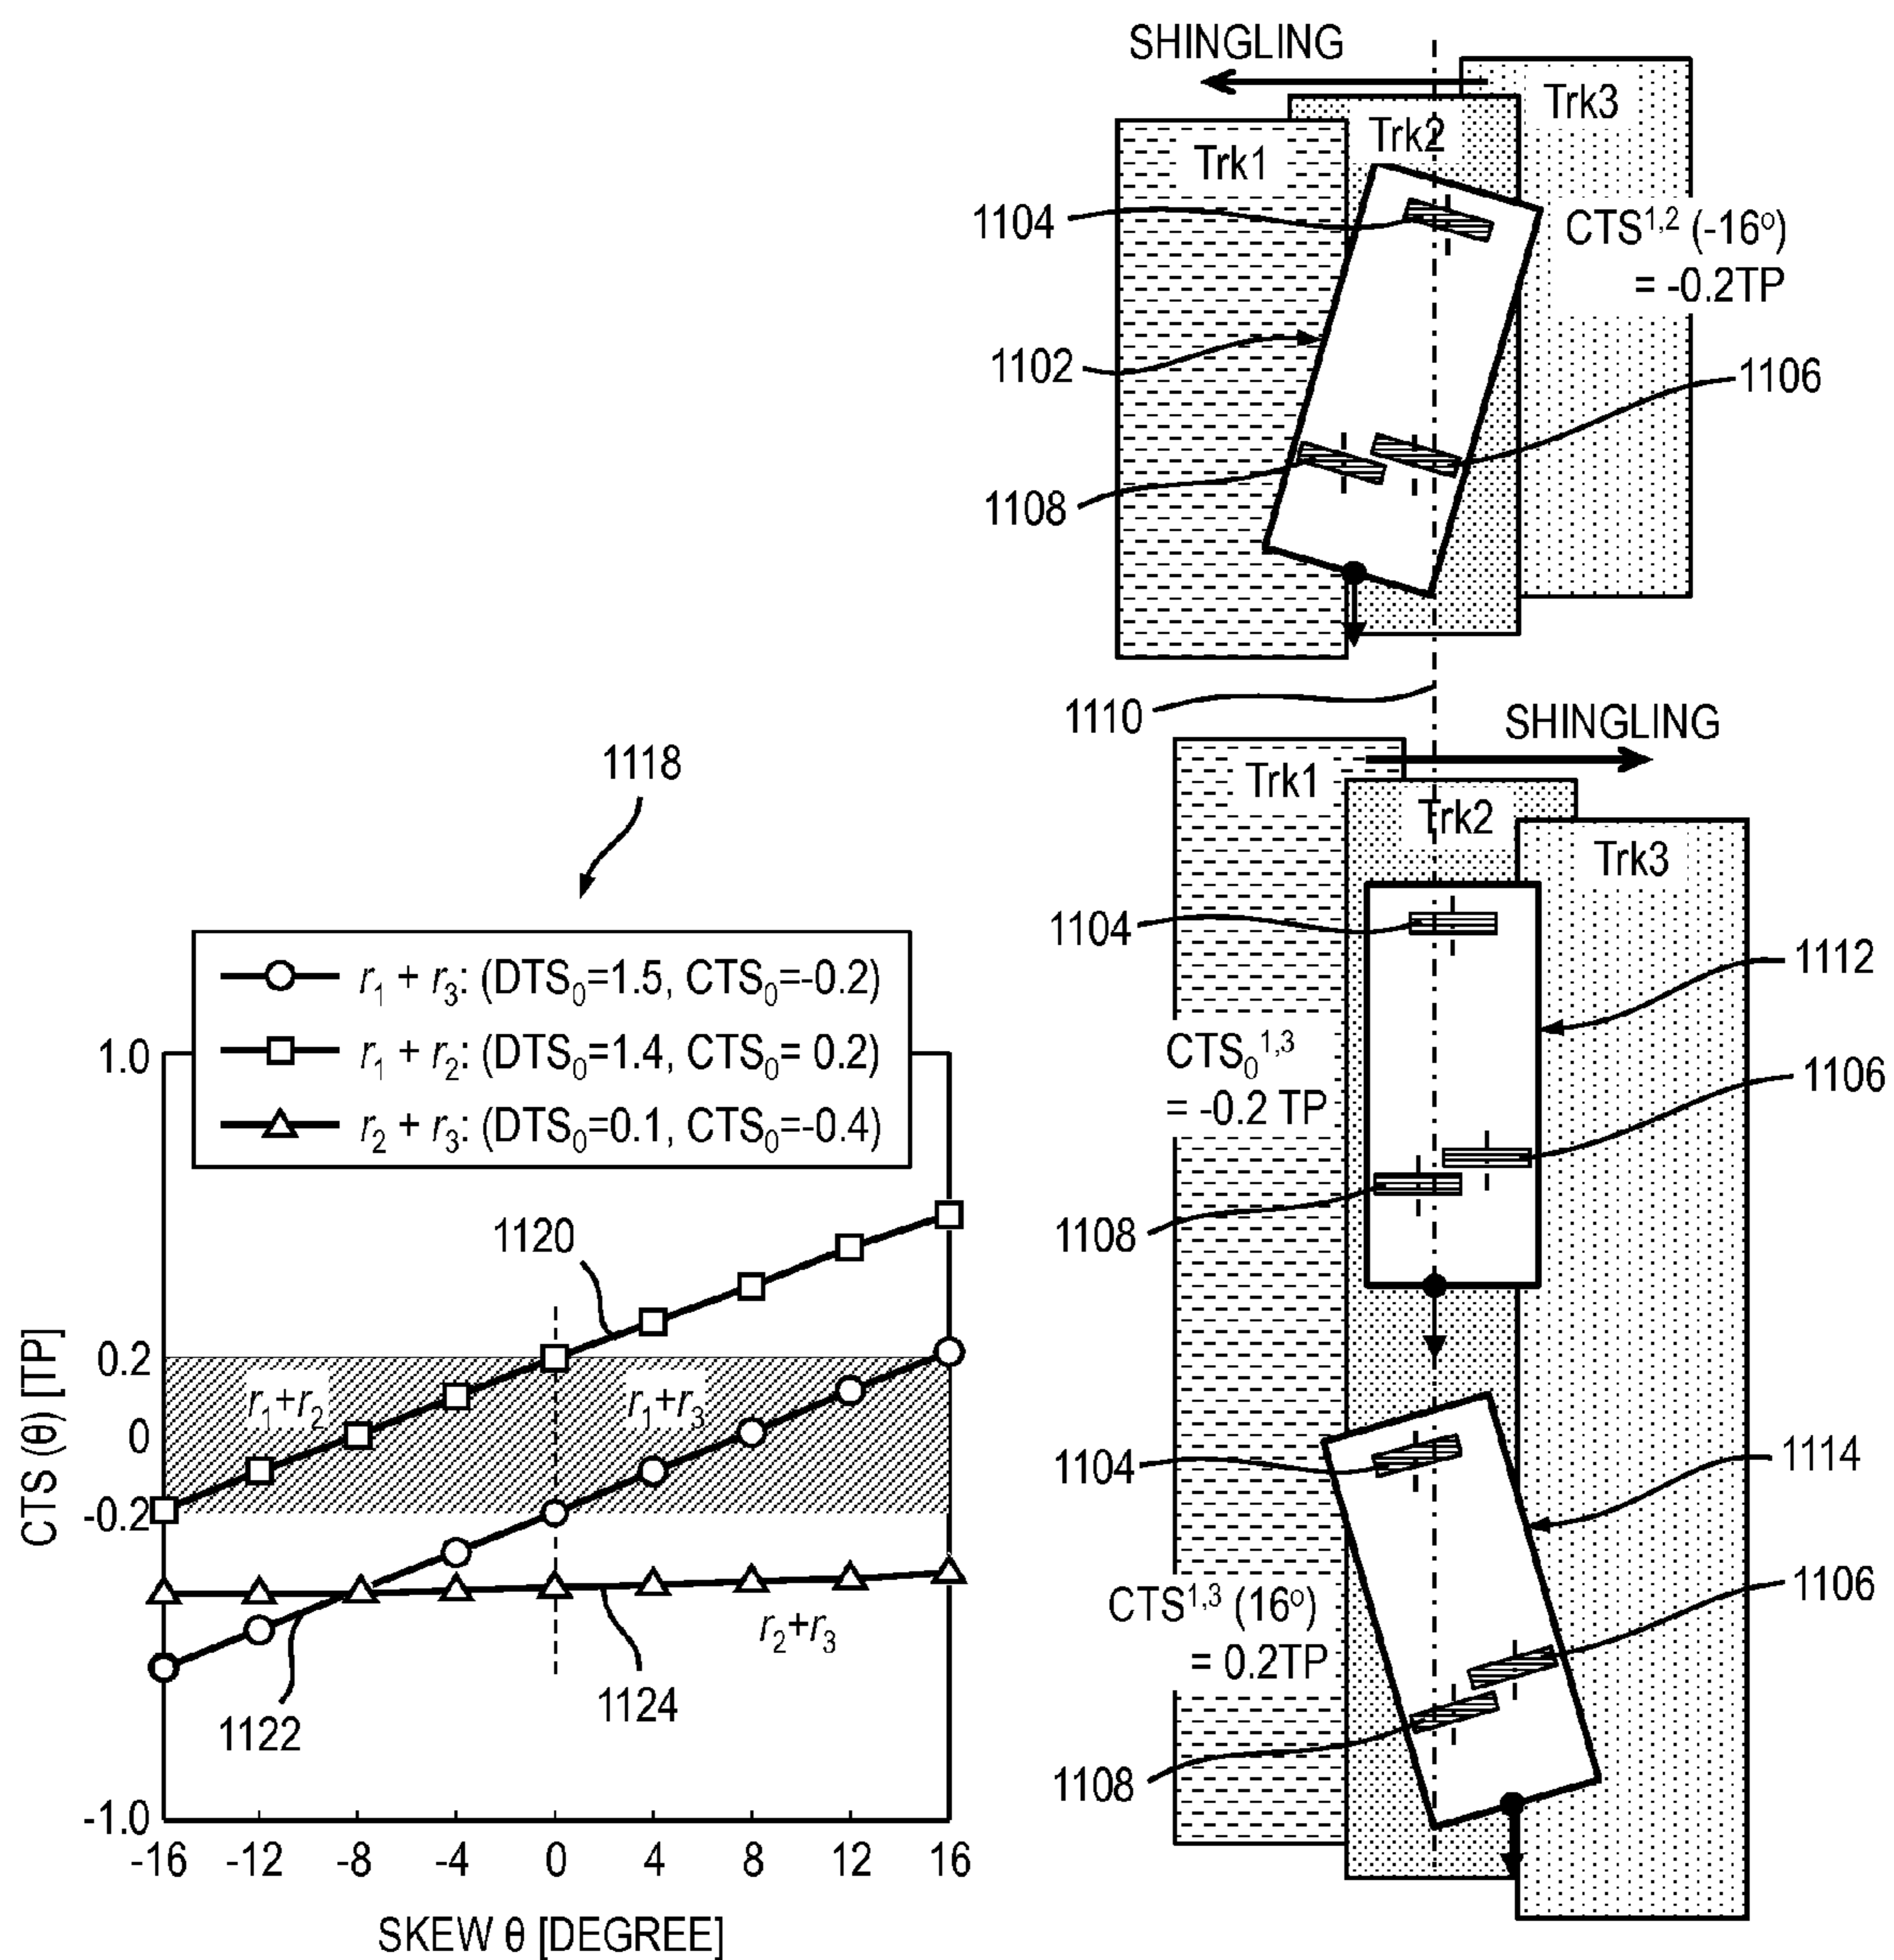 SHINGLING
Trk3
Trk2
Trk1
1104
CTS1,2 (-16o)
= -0.2TP
1102
1106
1108
1110
SHINGLING
Trk1
Trk2
Trk3
1104
1112
CTS01,3
= -0.2 TP
1106
1108
1104
1114
1106
CTS1,3 (16o)
= 0.2TP
1108
1118
r1 + r3: (DTS0=1.5, CTS0=-0.2)
r1 + r2: (DTS0=1.4, CTS0= 0.2)
r2 + r3: (DTS0=0.1, CTS0=-0.4)
1.0
1120
0.2
r1+r2
r1+r3
0
-0.2
CTS (θ) [TP]
r2+r3
1122
1124
-1.0
-16 -12 -8 -4 0 4 8 12 16
SKEW θ [DEGREE]